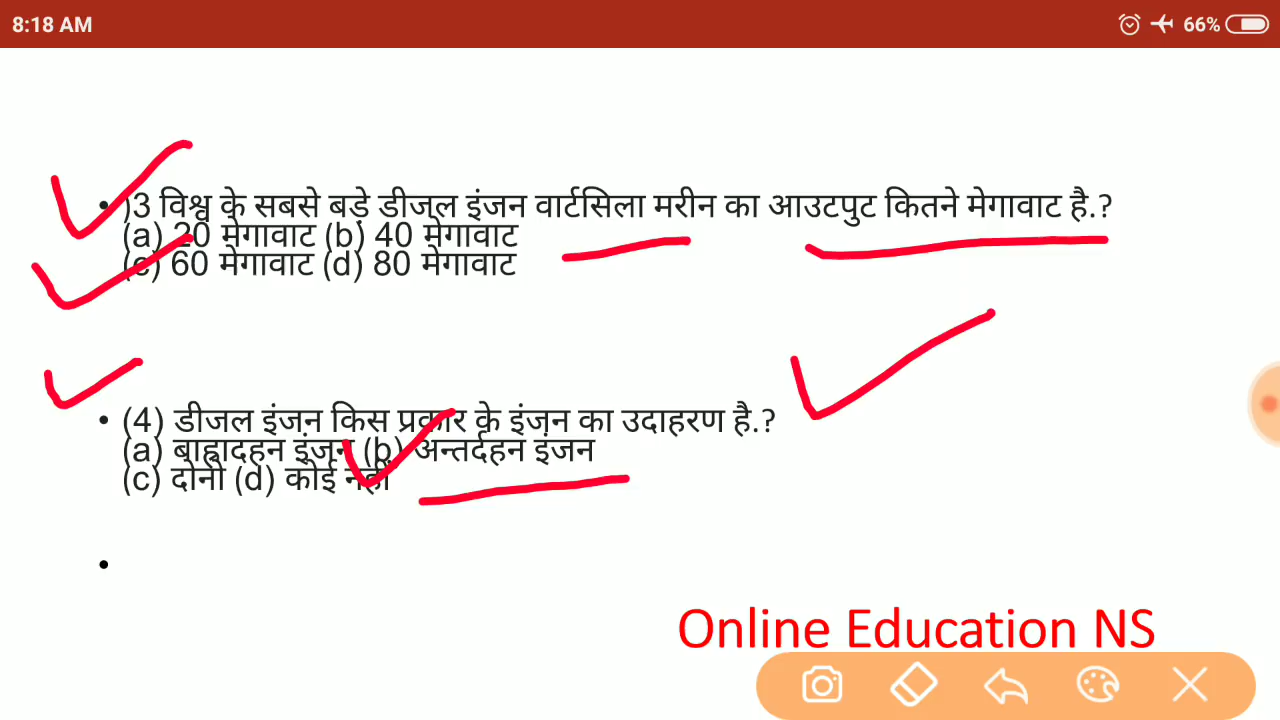 8:18 AM
66%
• )3 विश्व के सबसे बड़े डीजल इंजन वार्टसिला मरीन का आउटपुट कितने मेगावाट है.?
(a) 20 मेगावाट (b) 40 मेगावाट
(c) 60 मेगावाट (d) 80 मेगावाट
• (4) डीजल इंजन किस प्रकार के इंजन का उदाहरण है.?
(a) बाह्यदहन इंजन (b) अन्तर्दहन इंजन
(c) दोनो (d) कोई नहीं
•
Online Education NS